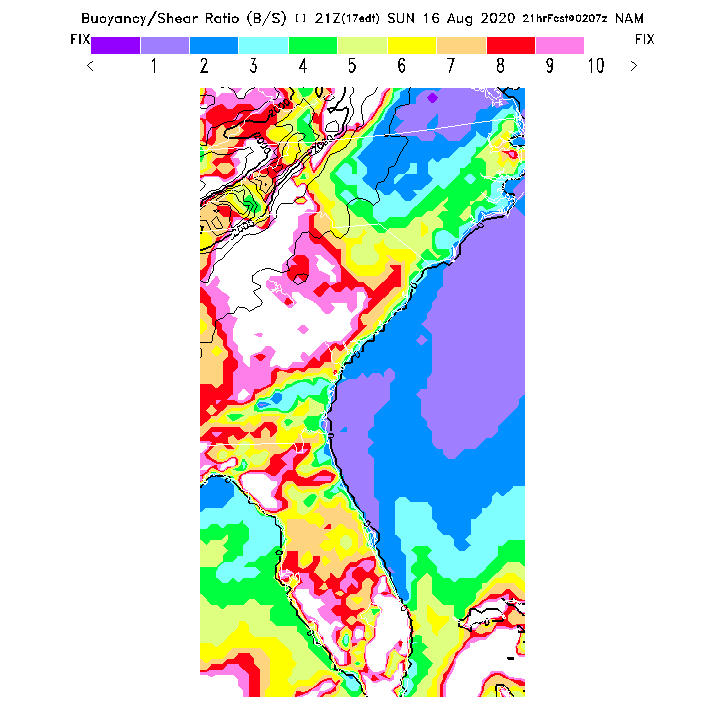 Buoyancy/Shear Ratio (B/S) [] 21Z(17edt) SUN 16 Aug 2020 21hrFcst@0207z NAM
FIX FIX
< 1 2 3 4 5 6 7 8 9 10 >